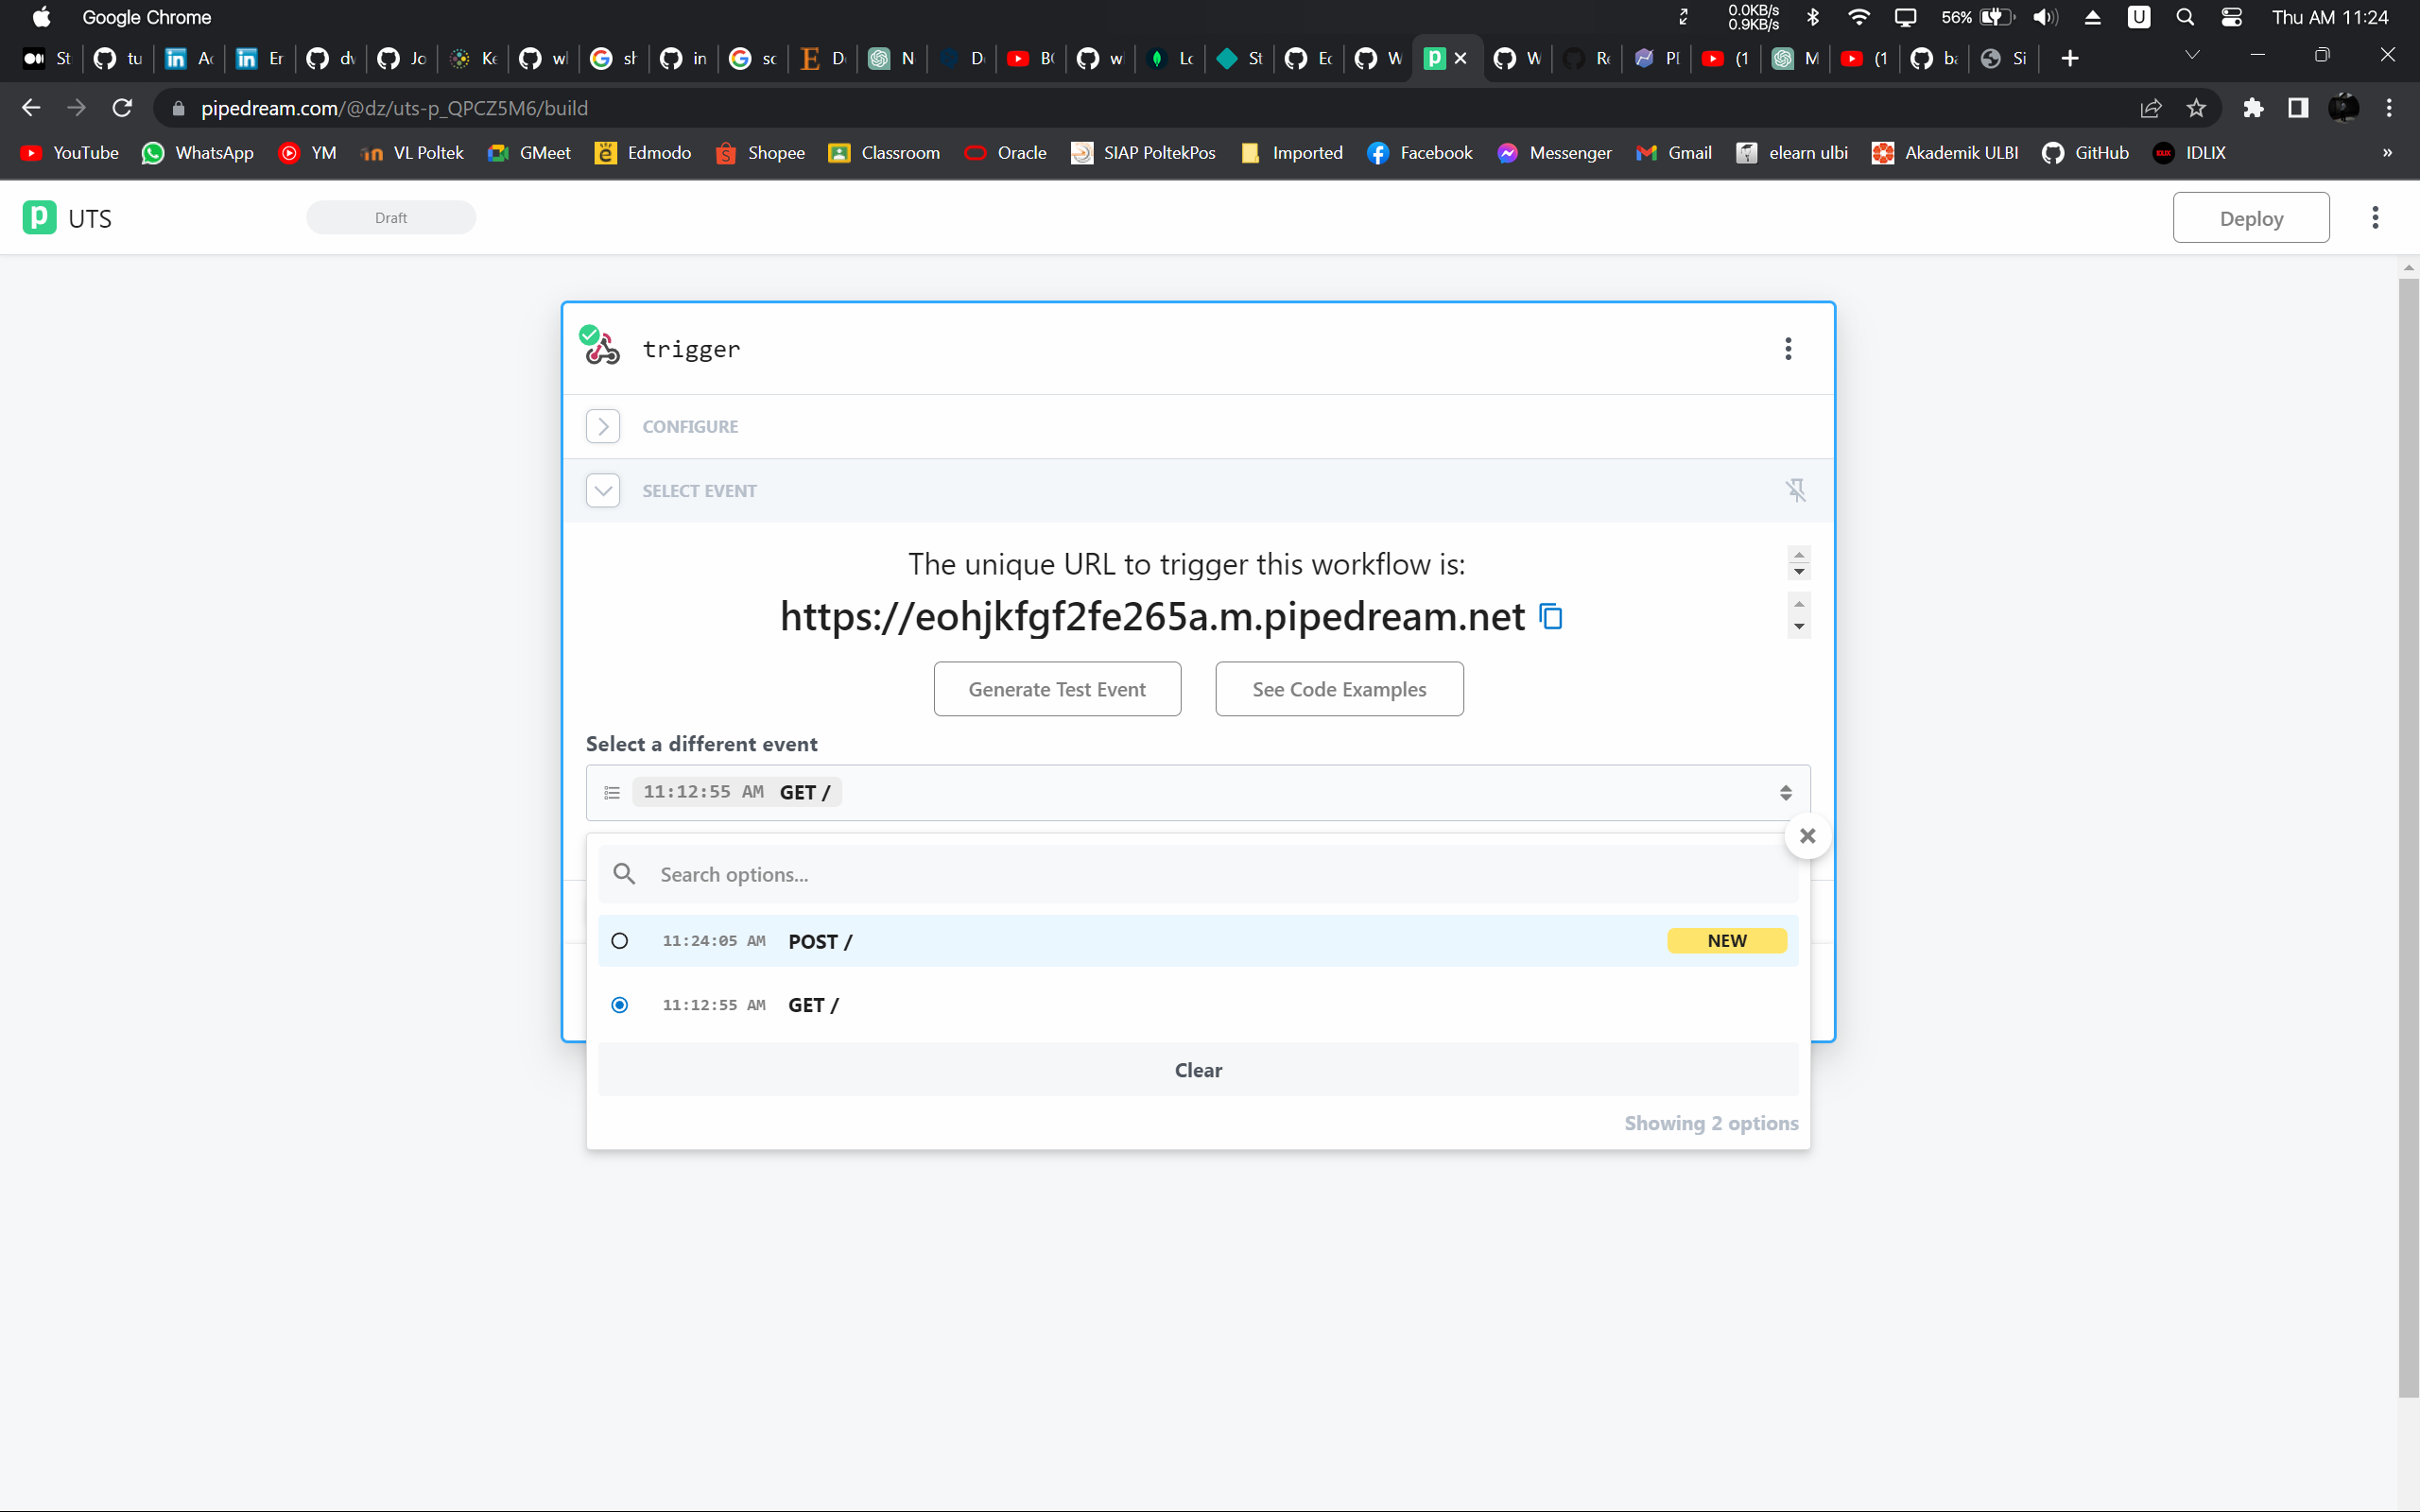 Google Chrome
0.0KB/s
0.9KB/s
56%
U
Thu AM 11:24
St
tu
Ac
Er
dv
Jo
Ke
wl
sh
in
sc
D
N
D
w
Lc
St
Ec
W
W
Re
Pl
(1
M
(1
ba
Si
pipedream.com/@dz/uts-p_QPCZ5M6/build
YouTube
WhatsApp
YM
VL Poltek
GMeet
Edmodo
Shopee
Classroom
Oracle
SIAP PoltekPos
Imported
Facebook
Messenger
Gmail
elearn ulbi
Akademik ULBI
GitHub
IDLIX
»
UTS
Draft
Deploy
trigger
CONFIGURE
SELECT EVENT
The unique URL to trigger this workflow is:
https://eohjkfgf2fe265a.m.pipedream.net
Generate Test Event
See Code Examples
Select a different event
11:12:55 AM GET /
Search options...
11:24:05 AM POST /
NEW
11:12:55 AM GET /
Clear
Showing 2 options